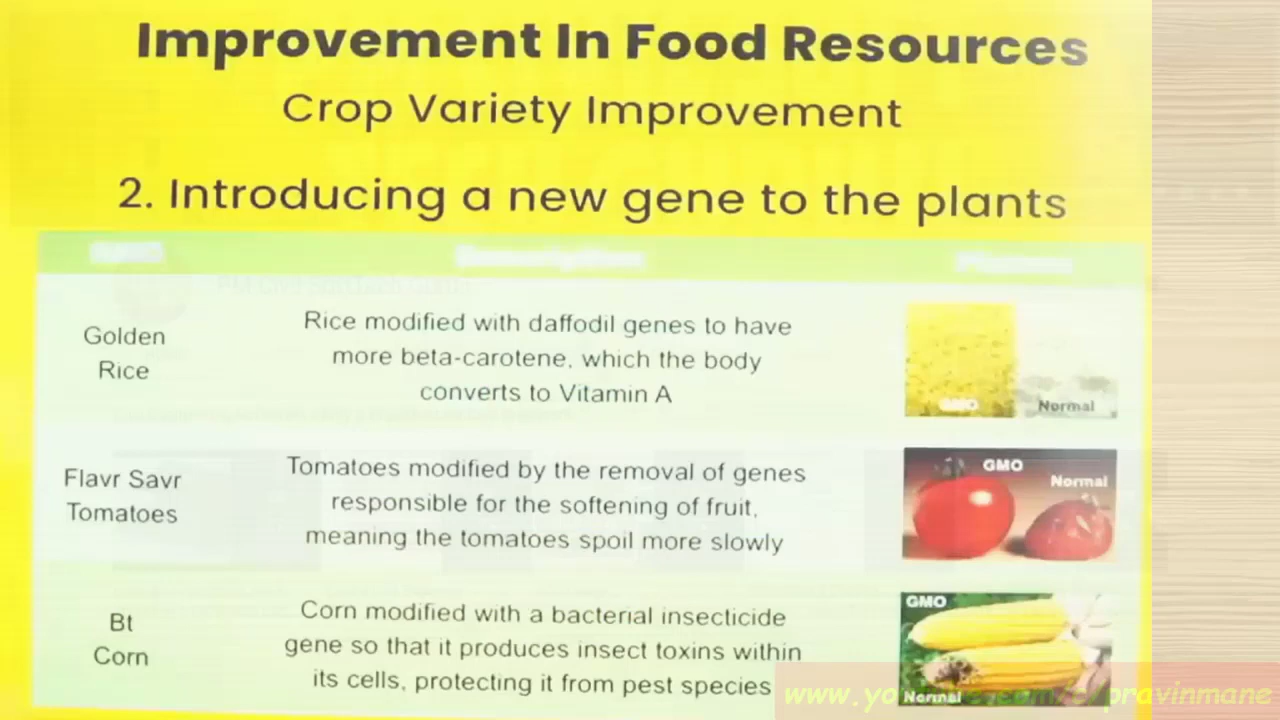 Improvement In Food Resources
Crop Variety Improvement
2. Introducing a new gene to the plants
GMO Description
Golden
Rice
Rice modified with daffodil genes to have
more beta-carotene, which the body
converts to Vitamin A
GMO Normal
Flavr Savr
Tomatoes
Tomatoes modified by the removal of genes
responsible for the softening of fruit,
meaning the tomatoes spoil more slowly
GMO
Normal
Bt
Corn
Corn modified with a bacterial insecticide
gene so that it produces insect toxins within
its cells, protecting it from pest species
GMO
Normal